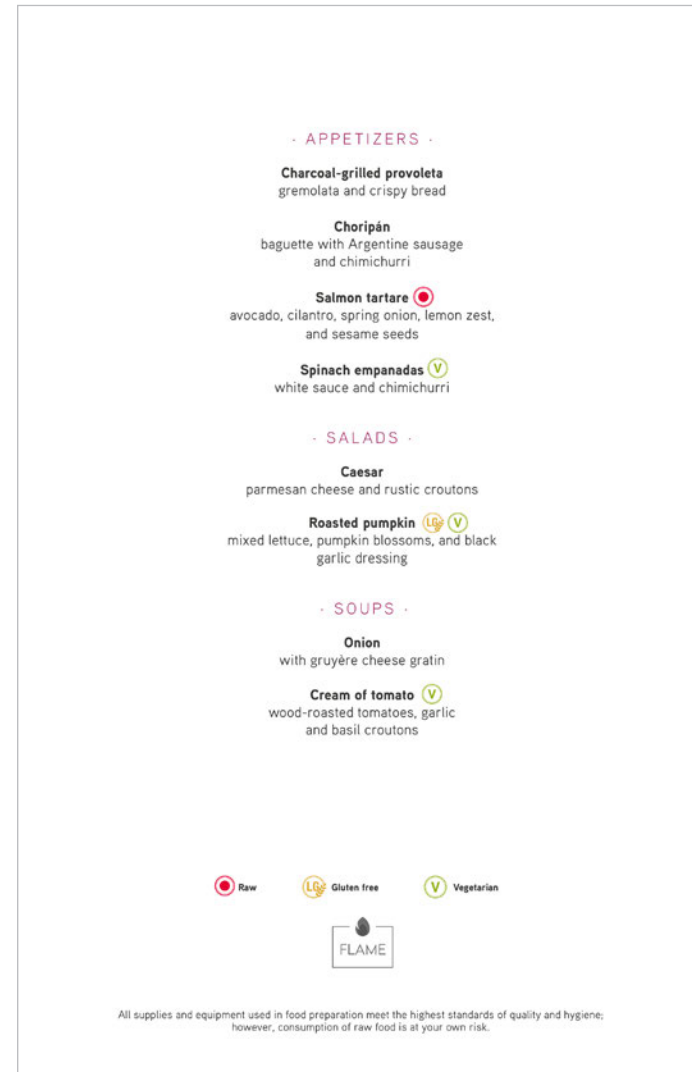 · APPETIZERS ·
Charcoal-grilled provoleta
gremolata and crispy bread
Choripán
baguette with Argentine sausage
and chimichurri
Salmon tartare
avocado, cilantro, spring onion, lemon zest,
and sesame seeds
Spinach empanadas V
white sauce and chimichurri
· SALADS ·
Caesar
parmesan cheese and rustic croutons
Roasted pumpkin LG V
mixed lettuce, pumpkin blossoms, and black
garlic dressing
· SOUPS ·
Onion
with gruyère cheese gratin
Cream of tomato V
wood-roasted tomatoes, garlic
and basil croutons
Raw LG Gluten free V Vegetarian
FLAME
All supplies and equipment used in food preparation meet the highest standards of quality and hygiene;
however, consumption of raw food is at your own risk.